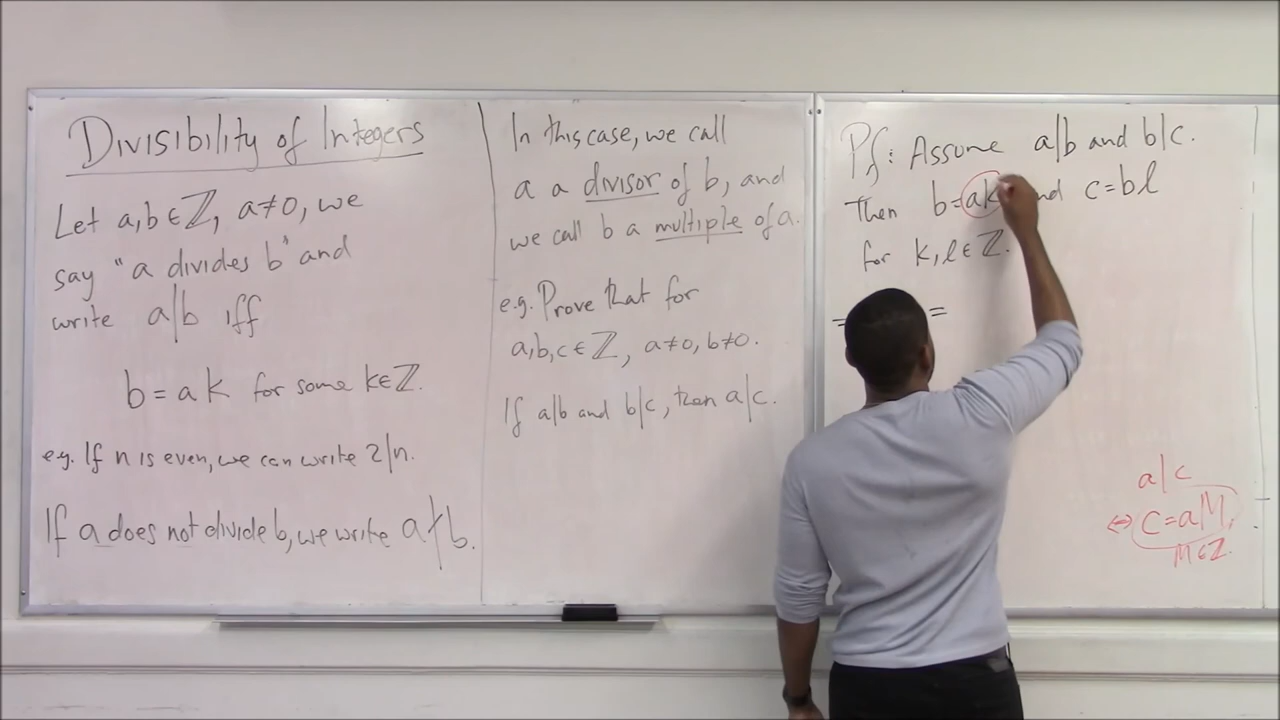 Divisibility of Integers
Let a,b∈ℤ, a≠0, we
say "a divides b" and
write a|b iff
b = a k for some k∈ℤ.
e.g. If n is even, we can write 2|n.
If a does not divide b, we write a∤b.
In this case, we call
a a divisor of b, and
we call b a multiple of a.
e.g. Prove that for
a,b,c∈ℤ, a≠0, b≠0.
If a|b and b|c, then a|c.
Pf: Assume a|b and b|c.
Then b=ak and c=bl
for k,l∈ℤ.
=
a|c
⇔ c=aM,
M∈ℤ.